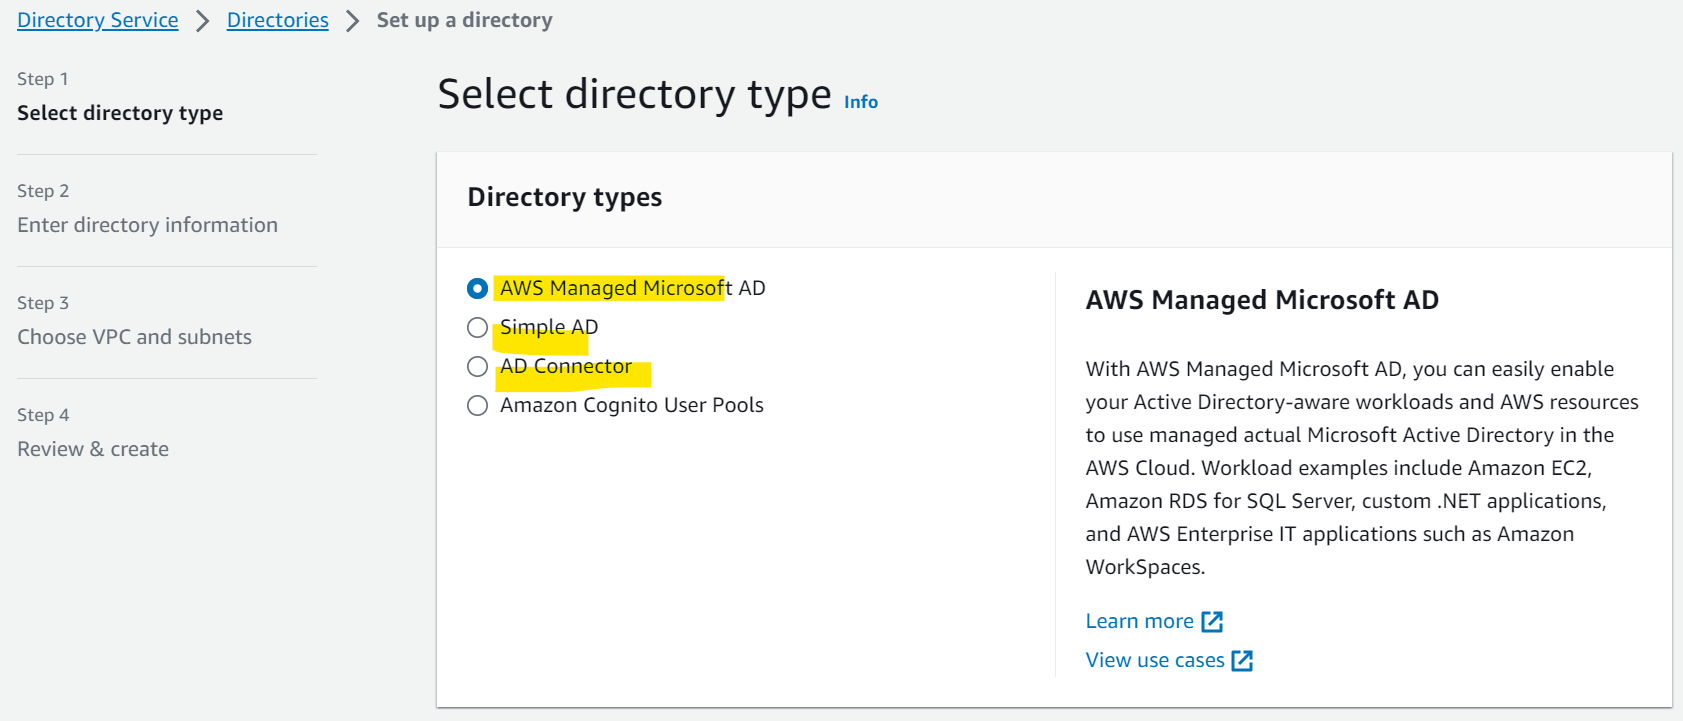 Directory Service > Directories > Set up a directory
Step 1
Select directory type
Step 2
Enter directory information
Step 3
Choose VPC and subnets
Step 4
Review & create
Select directory type Info
Directory types
AWS Managed Microsoft AD
Simple AD
AD Connector
Amazon Cognito User Pools
AWS Managed Microsoft AD
With AWS Managed Microsoft AD, you can easily enable
your Active Directory-aware workloads and AWS resources
to use managed actual Microsoft Active Directory in the
AWS Cloud. Workload examples include Amazon EC2,
Amazon RDS for SQL Server, custom .NET applications,
and AWS Enterprise IT applications such as Amazon
WorkSpaces.
Learn more
View use cases